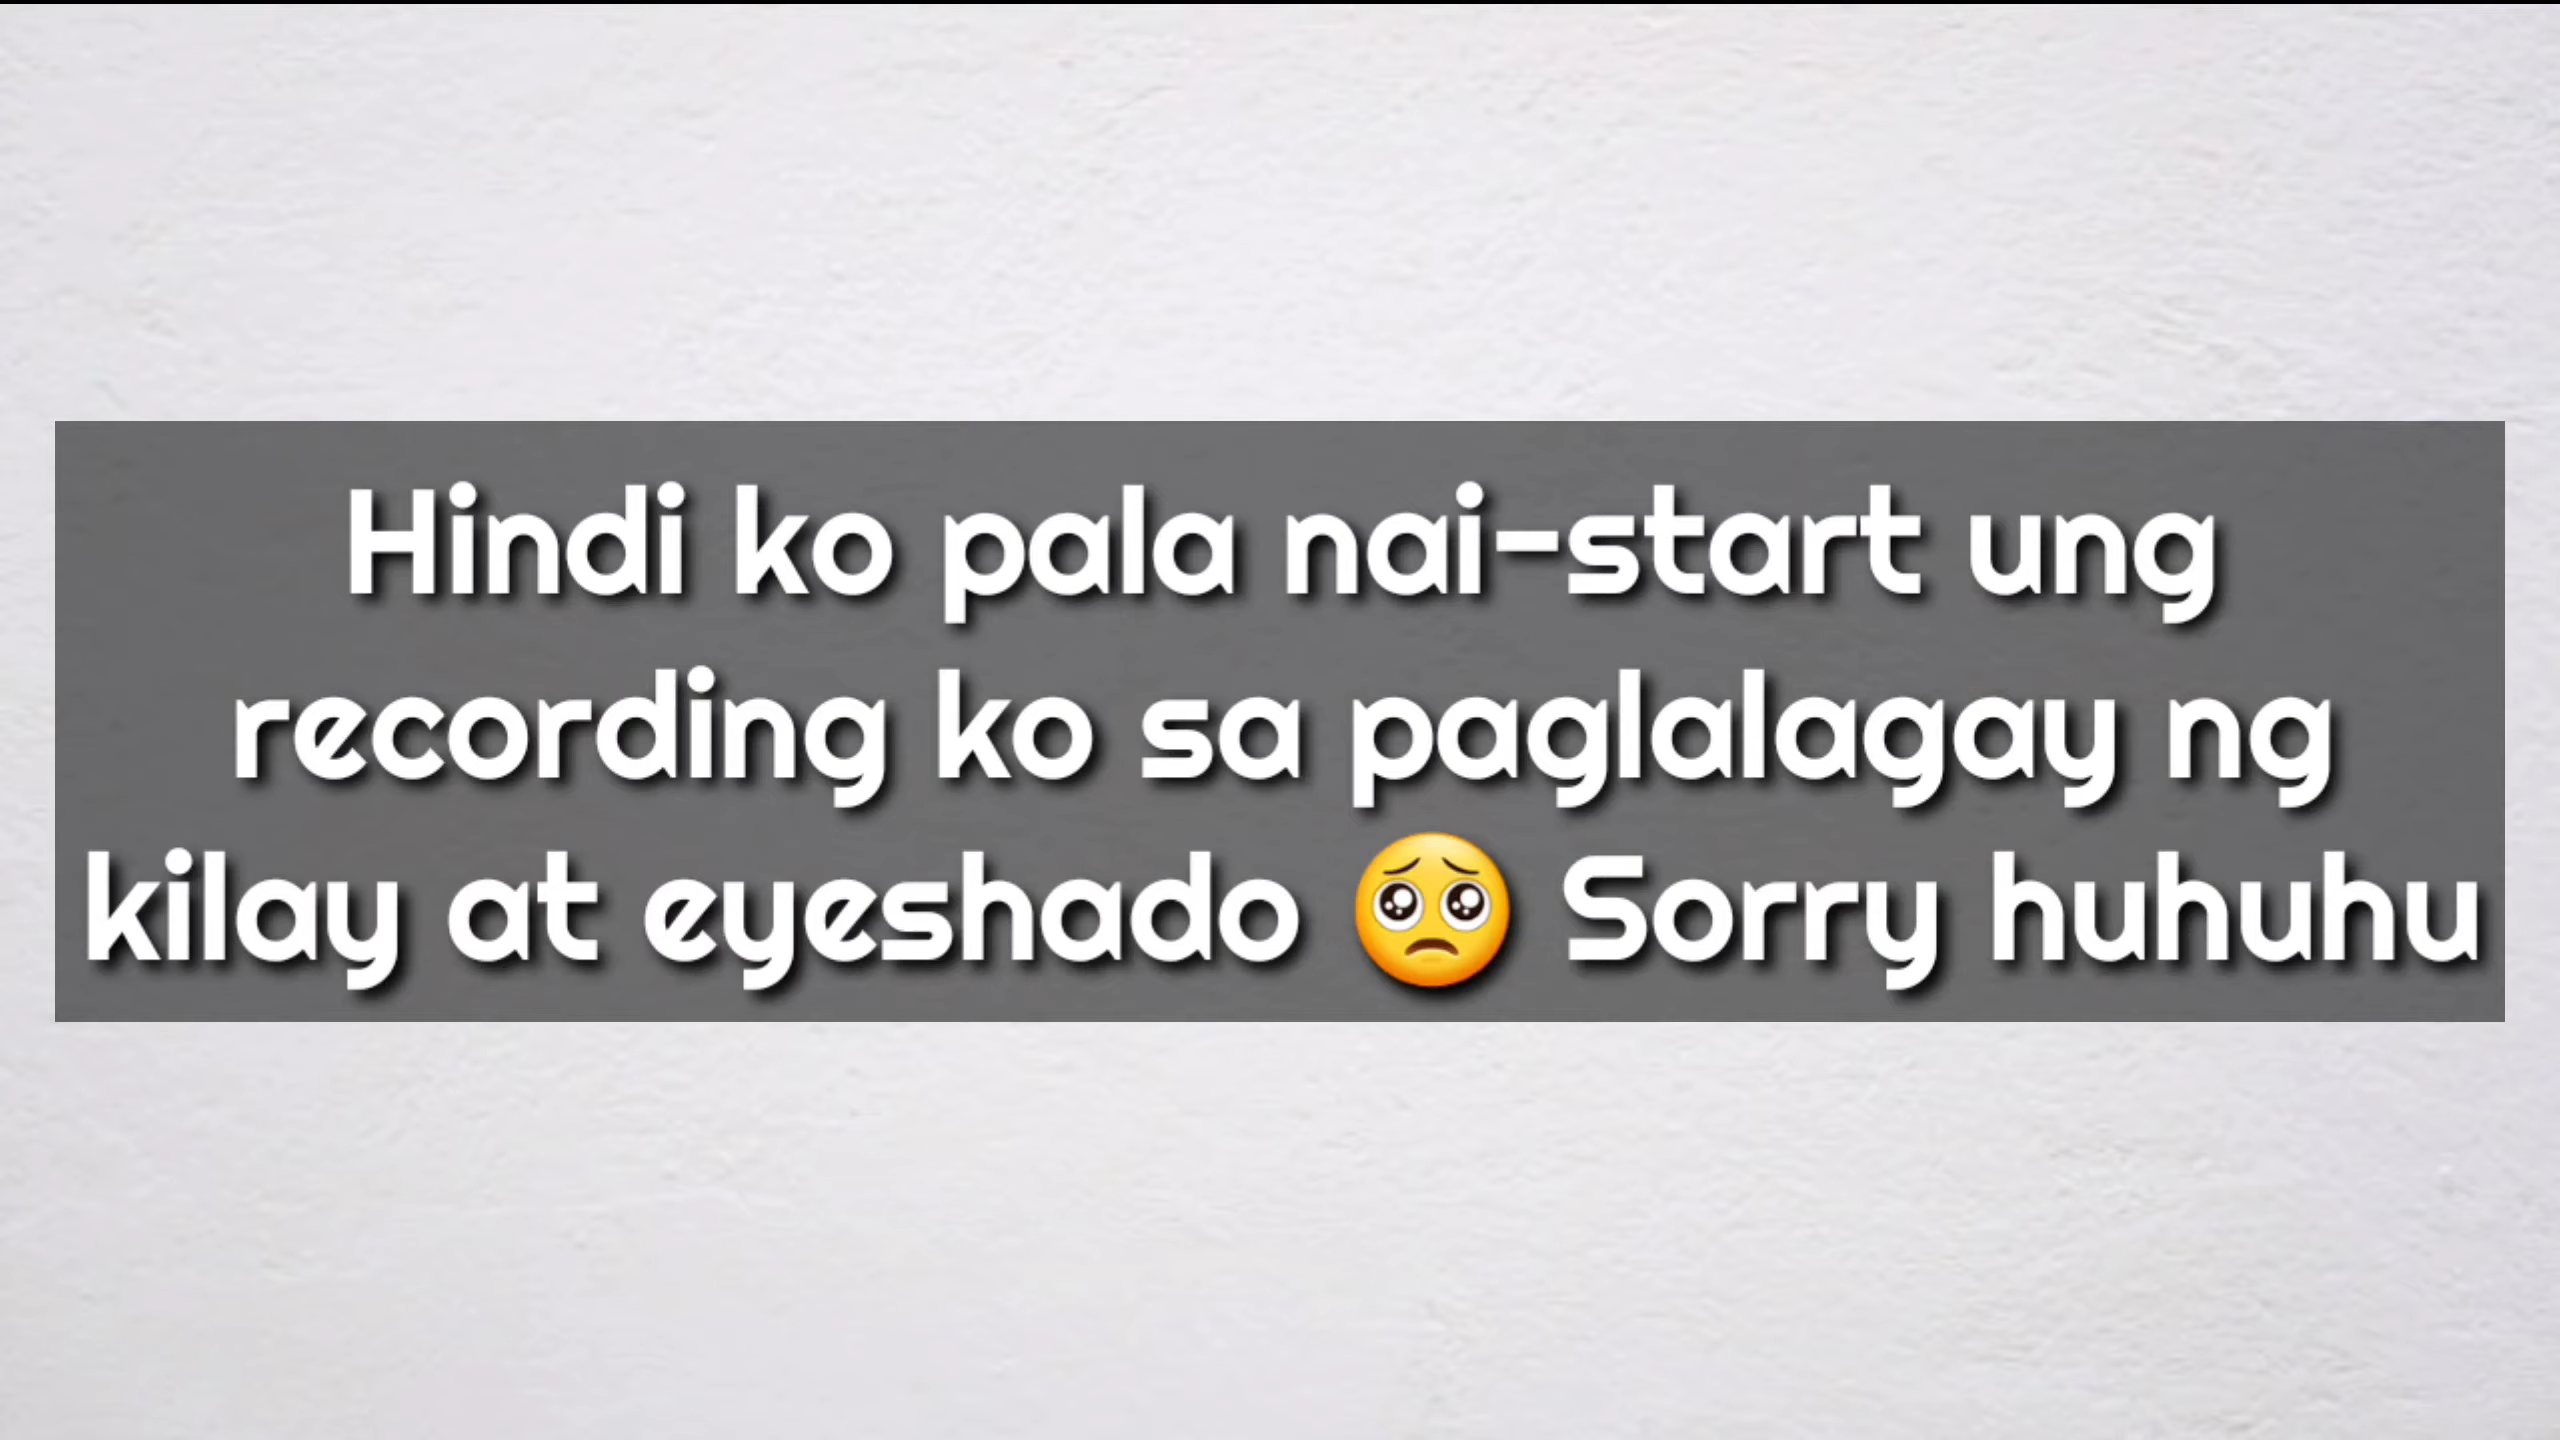 Hindi ko pala nai-start ung
recording ko sa paglalagay ng
kilay at eyeshado 🥺 Sorry huhuhu